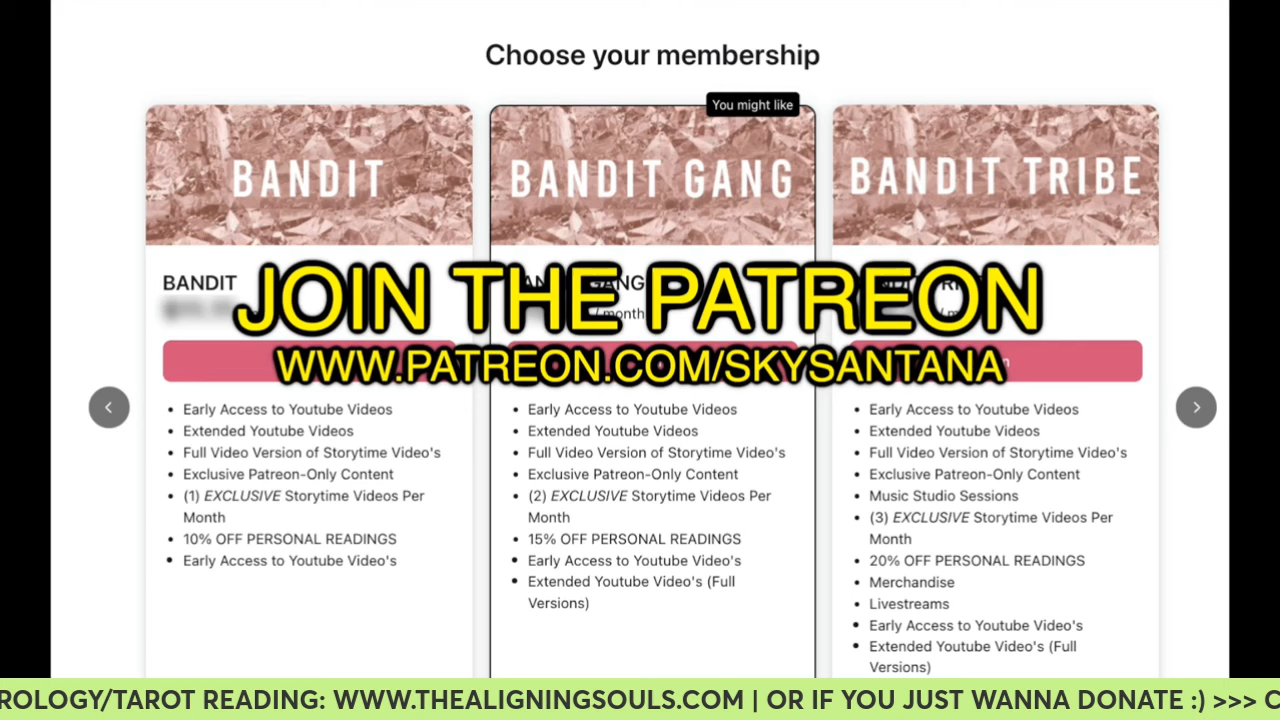 Choose your membership
You might like
BANDIT
BANDIT GANG
BANDIT TRIBE
BANDIT
GANG
/ month
JOIN THE PATREON
WWW.PATREON.COM/SKYSANTANA
• Early Access to Youtube Videos
• Extended Youtube Videos
• Full Video Version of Storytime Video's
• Exclusive Patreon-Only Content
• (1) EXCLUSIVE Storytime Videos Per
Month
• 10% OFF PERSONAL READINGS
• Early Access to Youtube Video's
• Early Access to Youtube Videos
• Extended Youtube Videos
• Full Video Version of Storytime Video's
• Exclusive Patreon-Only Content
• (2) EXCLUSIVE Storytime Videos Per
Month
• 15% OFF PERSONAL READINGS
• Early Access to Youtube Video's
• Extended Youtube Video's (Full
Versions)
• Early Access to Youtube Videos
• Extended Youtube Videos
• Full Video Version of Storytime Video's
• Exclusive Patreon-Only Content
• Music Studio Sessions
• (3) EXCLUSIVE Storytime Videos Per
Month
• 20% OFF PERSONAL READINGS
• Merchandise
• Livestreams
• Early Access to Youtube Video's
• Extended Youtube Video's (Full
Versions)
ROLOGY/TAROT READING: WWW.THEALIGNINGSOULS.COM | OR IF YOU JUST WANNA DONATE :) >>> C